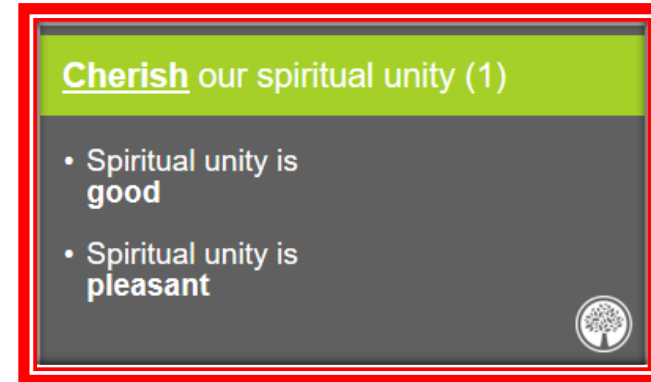 Cherish our spiritual unity (1)
• Spiritual unity is
good
• Spiritual unity is
pleasant